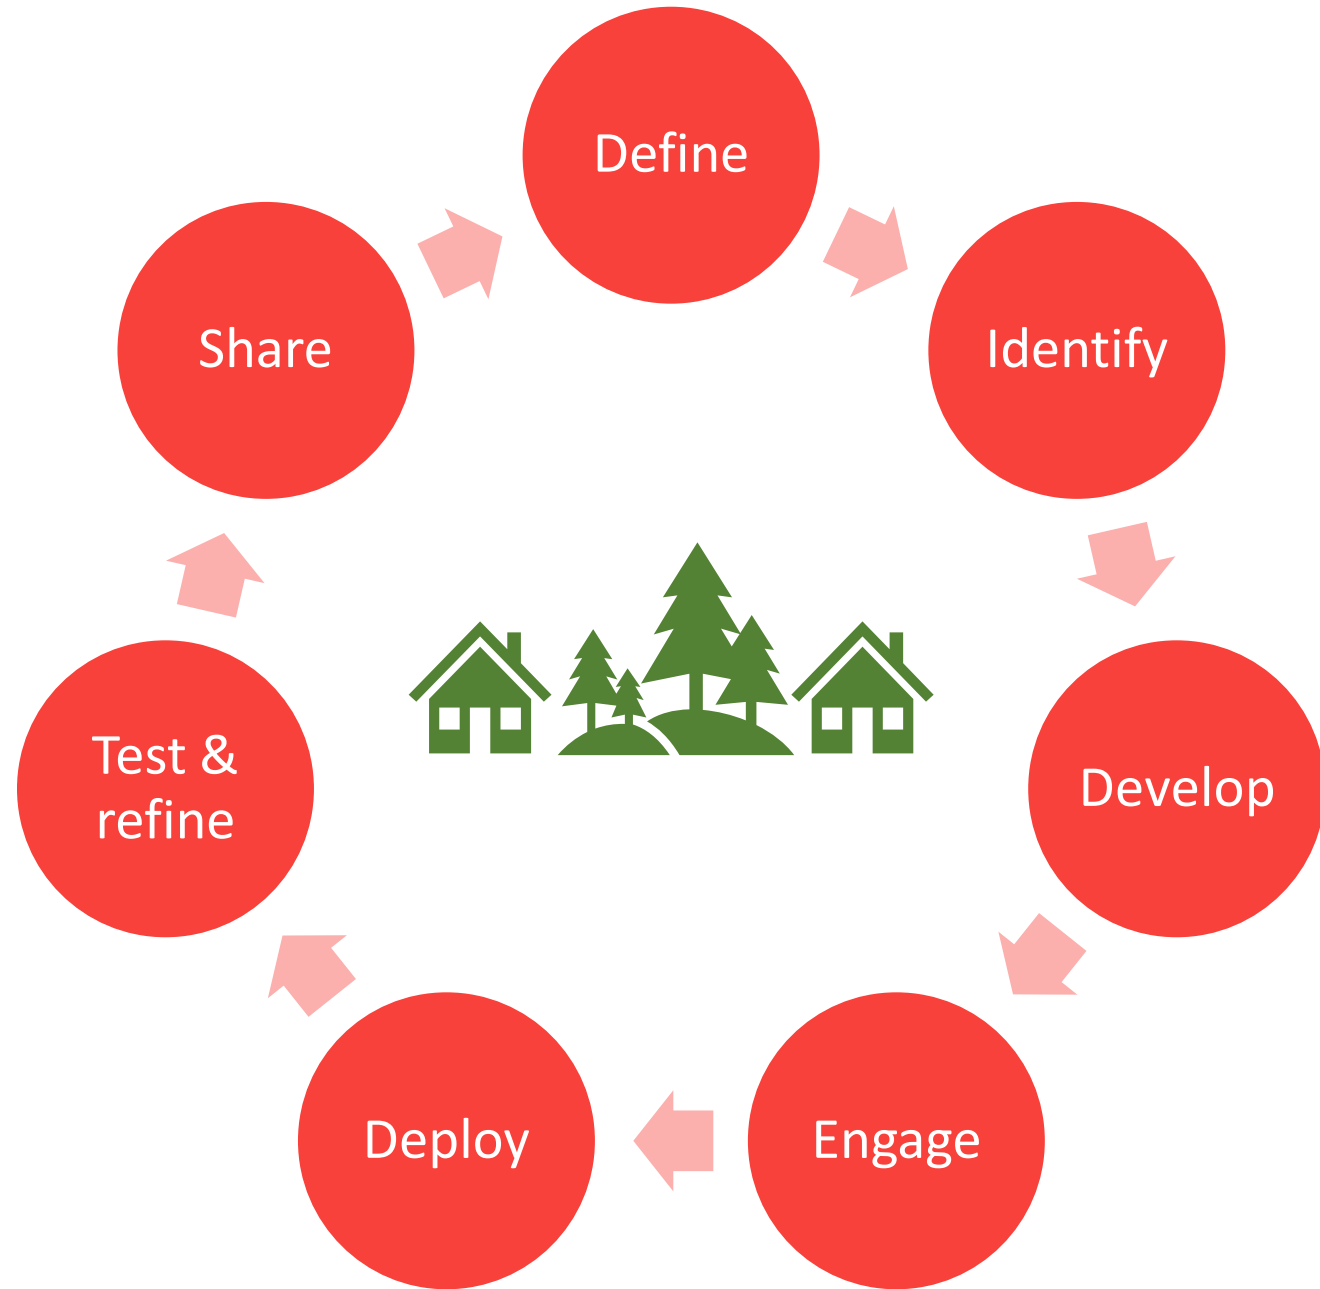 Define
Identify
Develop
Engage
Deploy
Test &
refine
Share